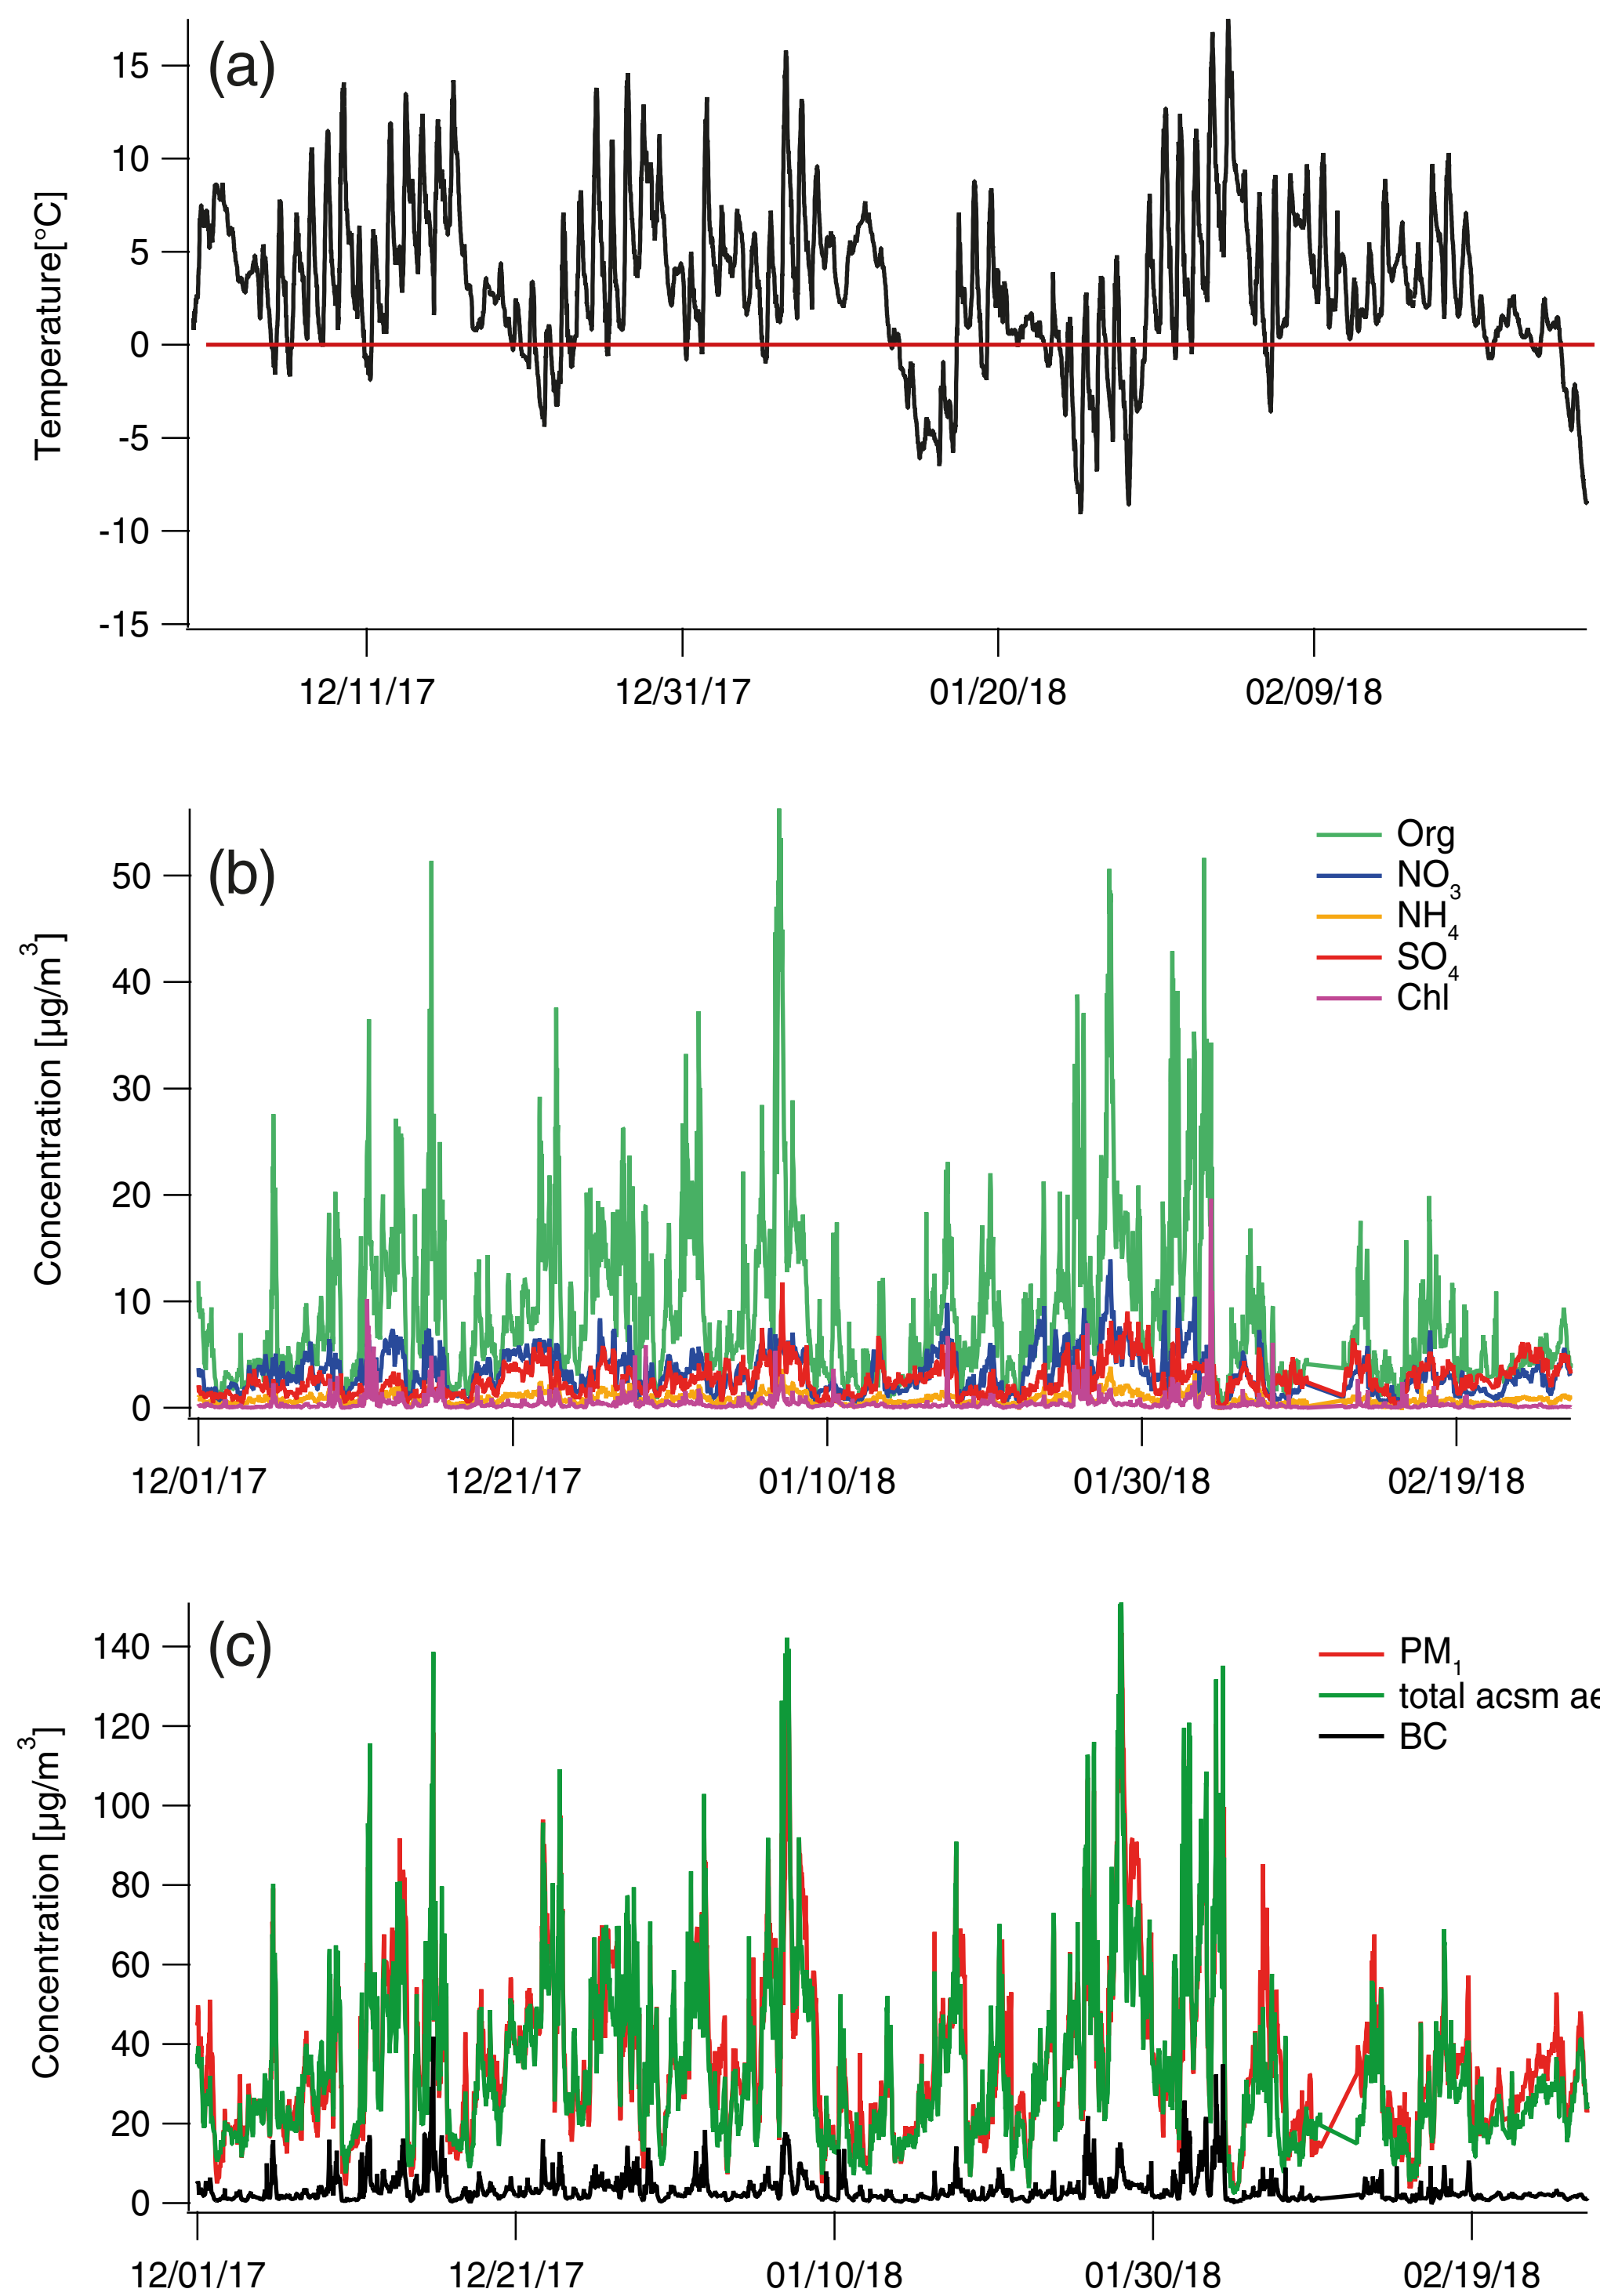 (a)
Temperature[°C]
15
10
5
0
-5
-10
-15
12/11/17 12/31/17 01/20/18 02/09/18
(b)
Concentration [µg/m³]
50
40
30
20
10
0
Org
NO₃
NH₄
SO₄
Chl
12/01/17 12/21/17 01/10/18 01/30/18 02/19/18
(c)
Concentration [µg/m³]
140
120
100
80
60
40
20
0
PM₁
total acsm ae
BC
12/01/17 12/21/17 01/10/18 01/30/18 02/19/18